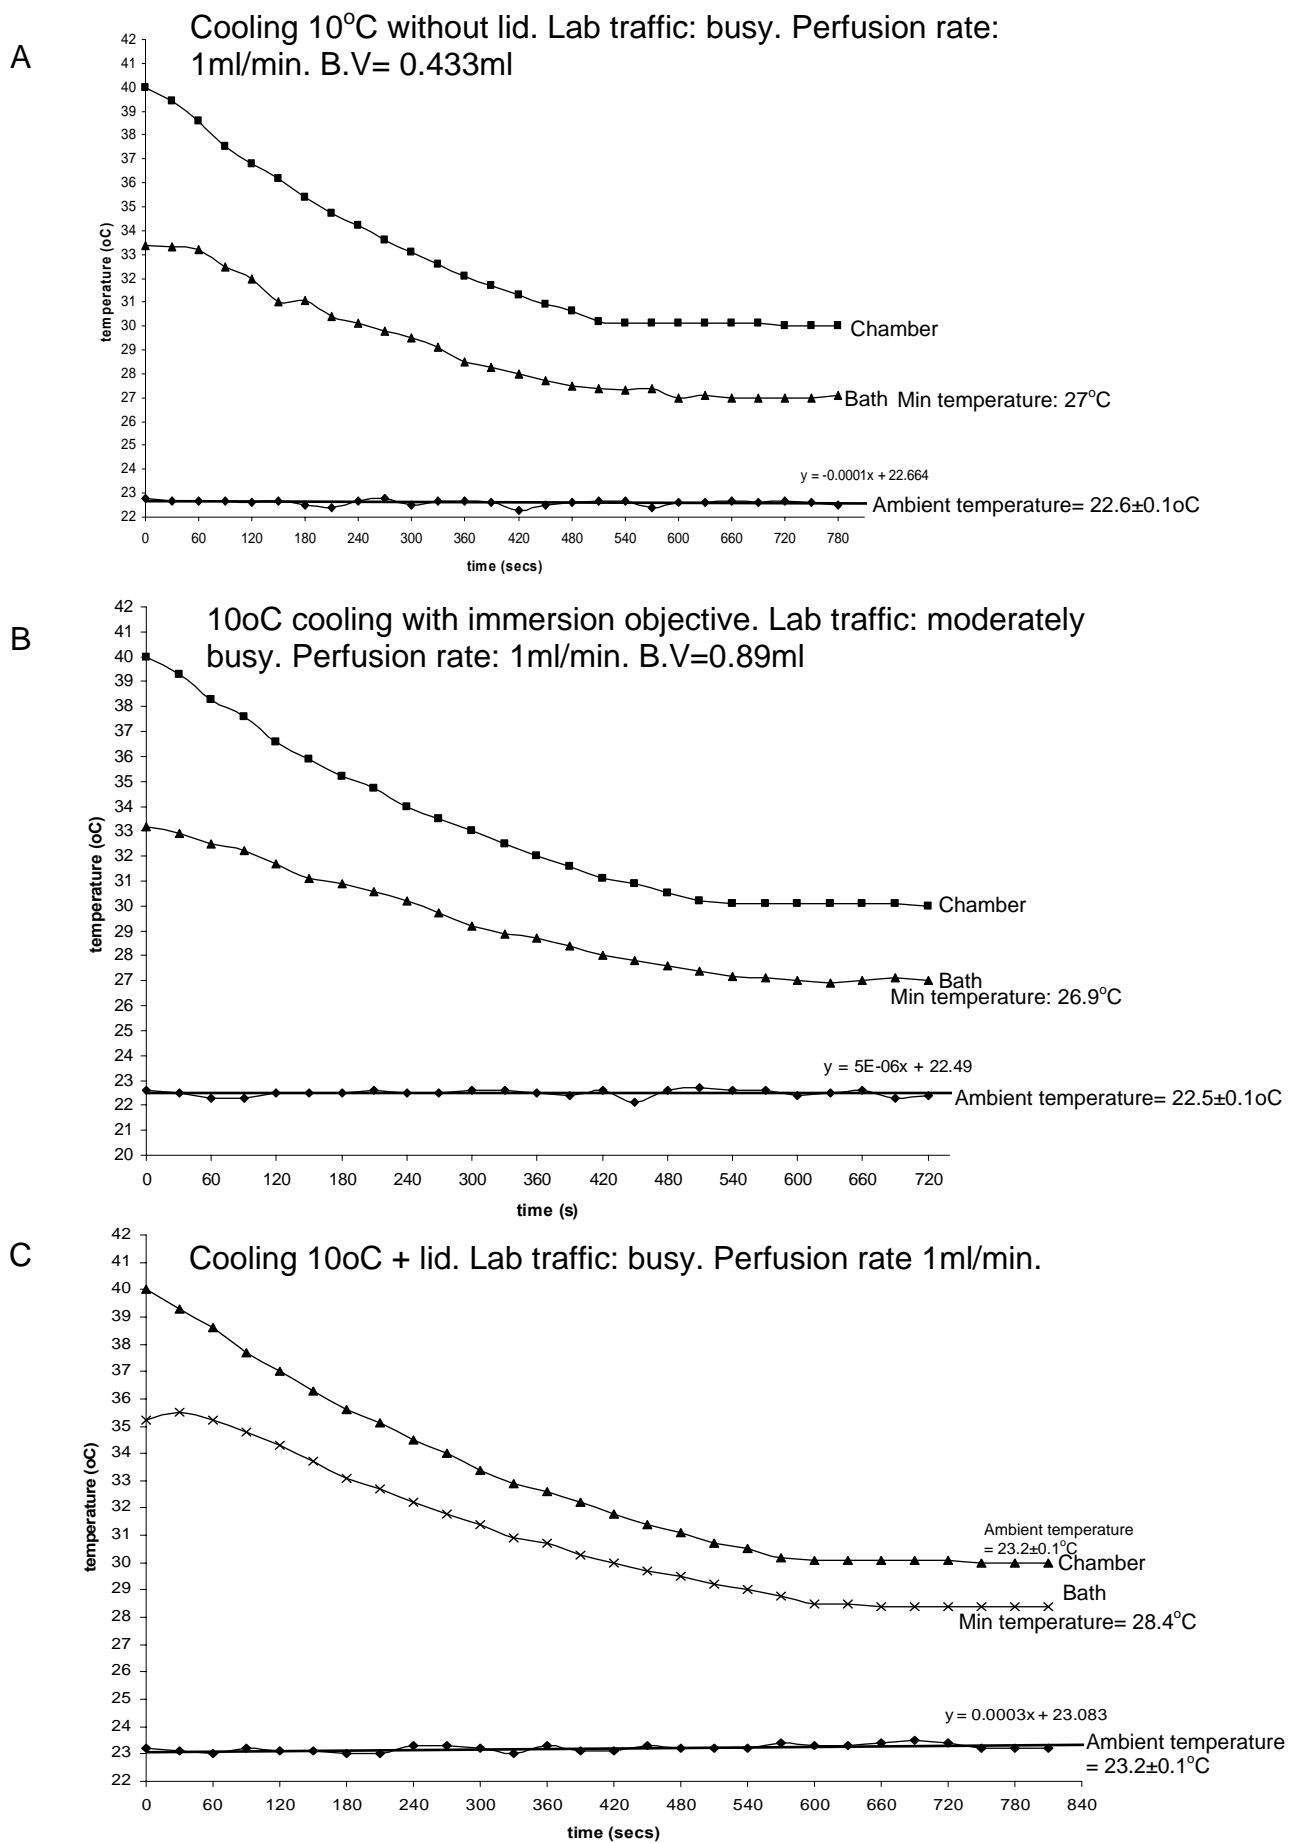 A
Cooling 10°C without lid. Lab traffic: busy. Perfusion rate:
1ml/min. B.V= 0.433ml
42
41
40
39
38
37
36
35
34
33
32
31
30
29
28
27
26
25
24
23
22
temperature (oC)
Chamber
Bath Min temperature: 27°C
y = -0.0001x + 22.664
Ambient temperature= 22.6±0.1oC
0 60 120 180 240 300 360 420 480 540 600 660 720 780
time (secs)
B
10oC cooling with immersion objective. Lab traffic: moderately
busy. Perfusion rate: 1ml/min. B.V=0.89ml
42
41
40
39
38
37
36
35
34
33
32
31
30
29
28
27
26
25
24
23
22
21
20
temperature (oC)
Chamber
Bath
Min temperature: 26.9°C
y = 5E-06x + 22.49
Ambient temperature= 22.5±0.1oC
0 60 120 180 240 300 360 420 480 540 600 660 720
time (s)
C
Cooling 10oC + lid. Lab traffic: busy. Perfusion rate 1ml/min.
42
41
40
39
38
37
36
35
34
33
32
31
30
29
28
27
26
25
24
23
22
temperature (oC)
Ambient temperature
= 23.2±0.1°C
Chamber
Bath
Min temperature= 28.4°C
y = 0.0003x + 23.083
Ambient temperature
= 23.2±0.1°C
0 60 120 180 240 300 360 420 480 540 600 660 720 780 840
time (secs)